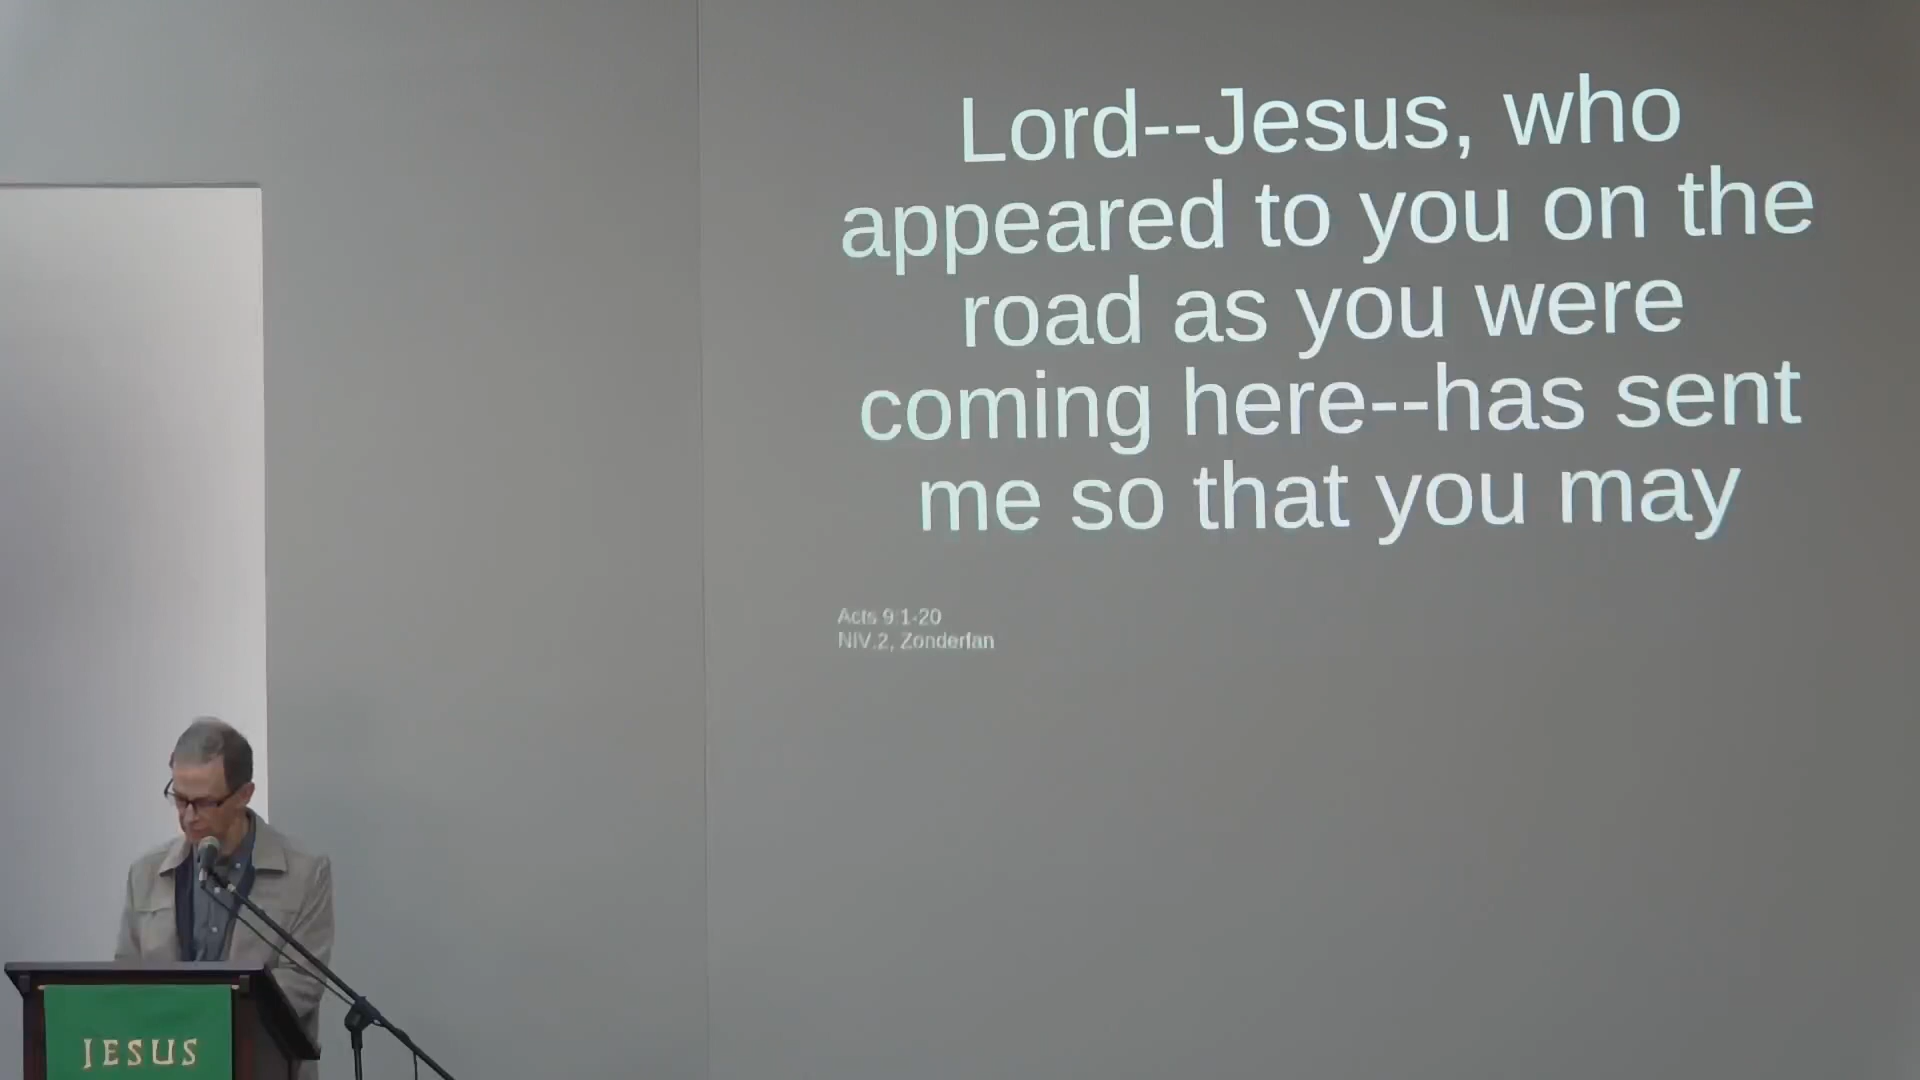 Lord--Jesus, who
appeared to you on the
road as you were
coming here--has sent
me so that you may
Acts 9:1-20
NIV.2, Zonderfan
JESUS